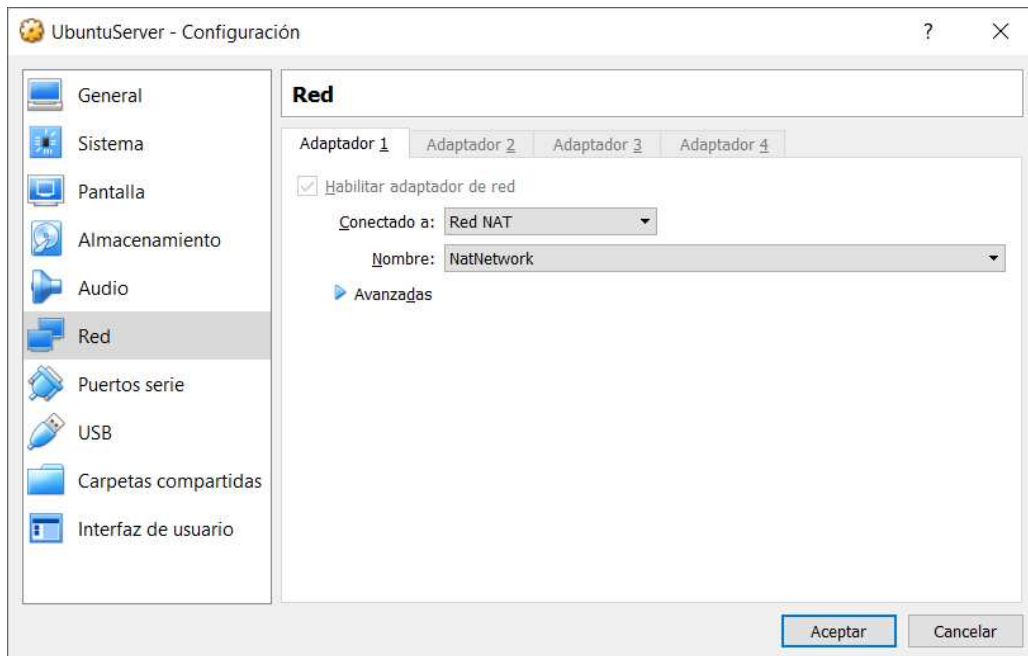 UbuntuServer - Configuración
?
General
Sistema
Pantalla
Almacenamiento
Audio
Red
Puertos serie
USB
Carpetas compartidas
Interfaz de usuario
Red
Adaptador 1 Adaptador 2 Adaptador 3 Adaptador 4
Habilitar adaptador de red
Conectado a: Red NAT
Nombre: NatNetwork
Avanzadas
Aceptar Cancelar